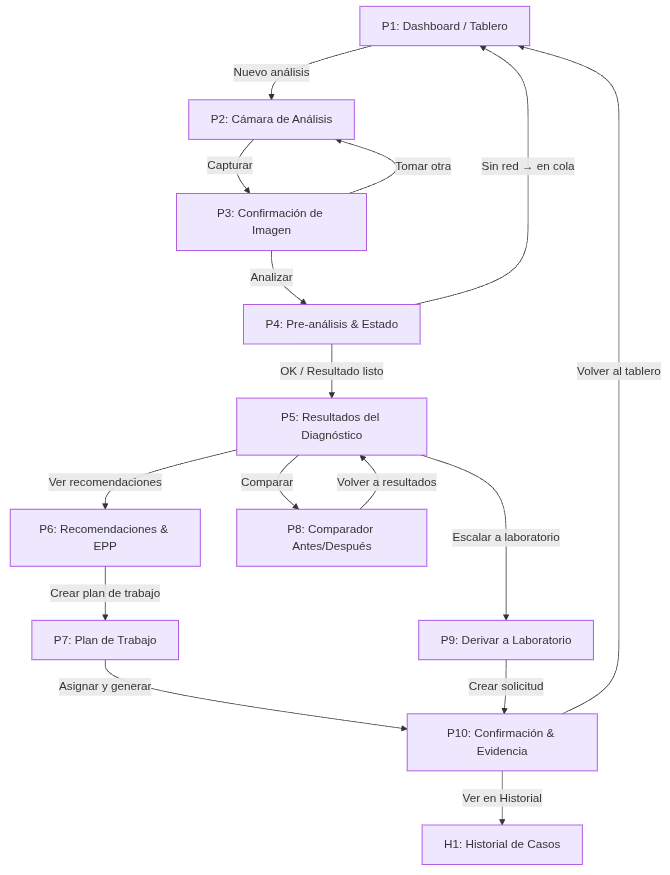 P1: Dashboard / Tablero
Nuevo análisis
P2: Cámara de Análisis
Capturar
Tomar otra
Sin red → en cola
P3: Confirmación de
Imagen
Analizar
P4: Pre-análisis & Estado
OK / Resultado listo
Volver al tablero
P5: Resultados del
Diagnóstico
Ver recomendaciones
Comparar
Volver a resultados
P6: Recomendaciones &
EPP
P8: Comparador
Antes/Después
Escalar a laboratorio
Crear plan de trabajo
P7: Plan de Trabajo
P9: Derivar a Laboratorio
Asignar y generar
Crear solicitud
P10: Confirmación &
Evidencia
Ver en Historial
H1: Historial de Casos